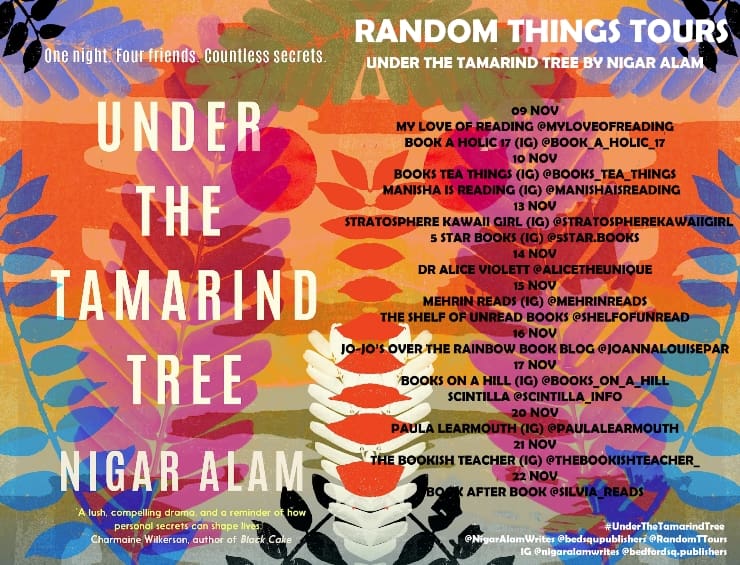 One night. Four friends. Countless secrets.
UNDER
THE
TAMARIND
TREE
NIGAR ALAM
'A lush, compelling drama, and a reminder of how
personal secrets can shape lives.'
Charmaine Wilkerson, author of Black Cake
RANDOM THINGS TOURS
UNDER THE TAMARIND TREE BY NIGAR ALAM
09 NOV
MY LOVE OF READING @MYLOVEOFREADING
BOOK A HOLIC 17 (IG) @BOOK_A_HOLIC_17
10 NOV
BOOKS TEA THINGS (IG) @BOOKS_TEA_THINGS
MANISHA IS READING (IG) @MANISHAISREADING
13 NOV
STRATOSPHERE KAWAII GIRL (IG) @STRATOSPHEREKAWAIIGIRL
5 STAR BOOKS (IG) @5STAR.BOOKS
14 NOV
DR ALICE VIOLETT @ALICETHEUNIQUE
15 NOV
MEHRIN READS (IG) @MEHRINREADS
THE SHELF OF UNREAD BOOKS @SHELFOFUNREAD
16 NOV
JO-JO'S OVER THE RAINBOW BOOK BLOG @JOANNALOUISEPAR
17 NOV
BOOKS ON A HILL (IG) @BOOKS_ON_A_HILL
SCINTILLA @SCINTILLA_INFO
20 NOV
PAULA LEARMOUTH (IG) @PAULALEARMOUTH
21 NOV
THE BOOKISH TEACHER (IG) @THEBOOKISHTEACHER_
22 NOV
BOOK AFTER BOOK @SILVIA_READS
#UnderTheTamarindTree
@NigarAlamWrites @bedsqupublishers @RandomTTours
IG @nigaralamwrites @bedfordsq.publishers